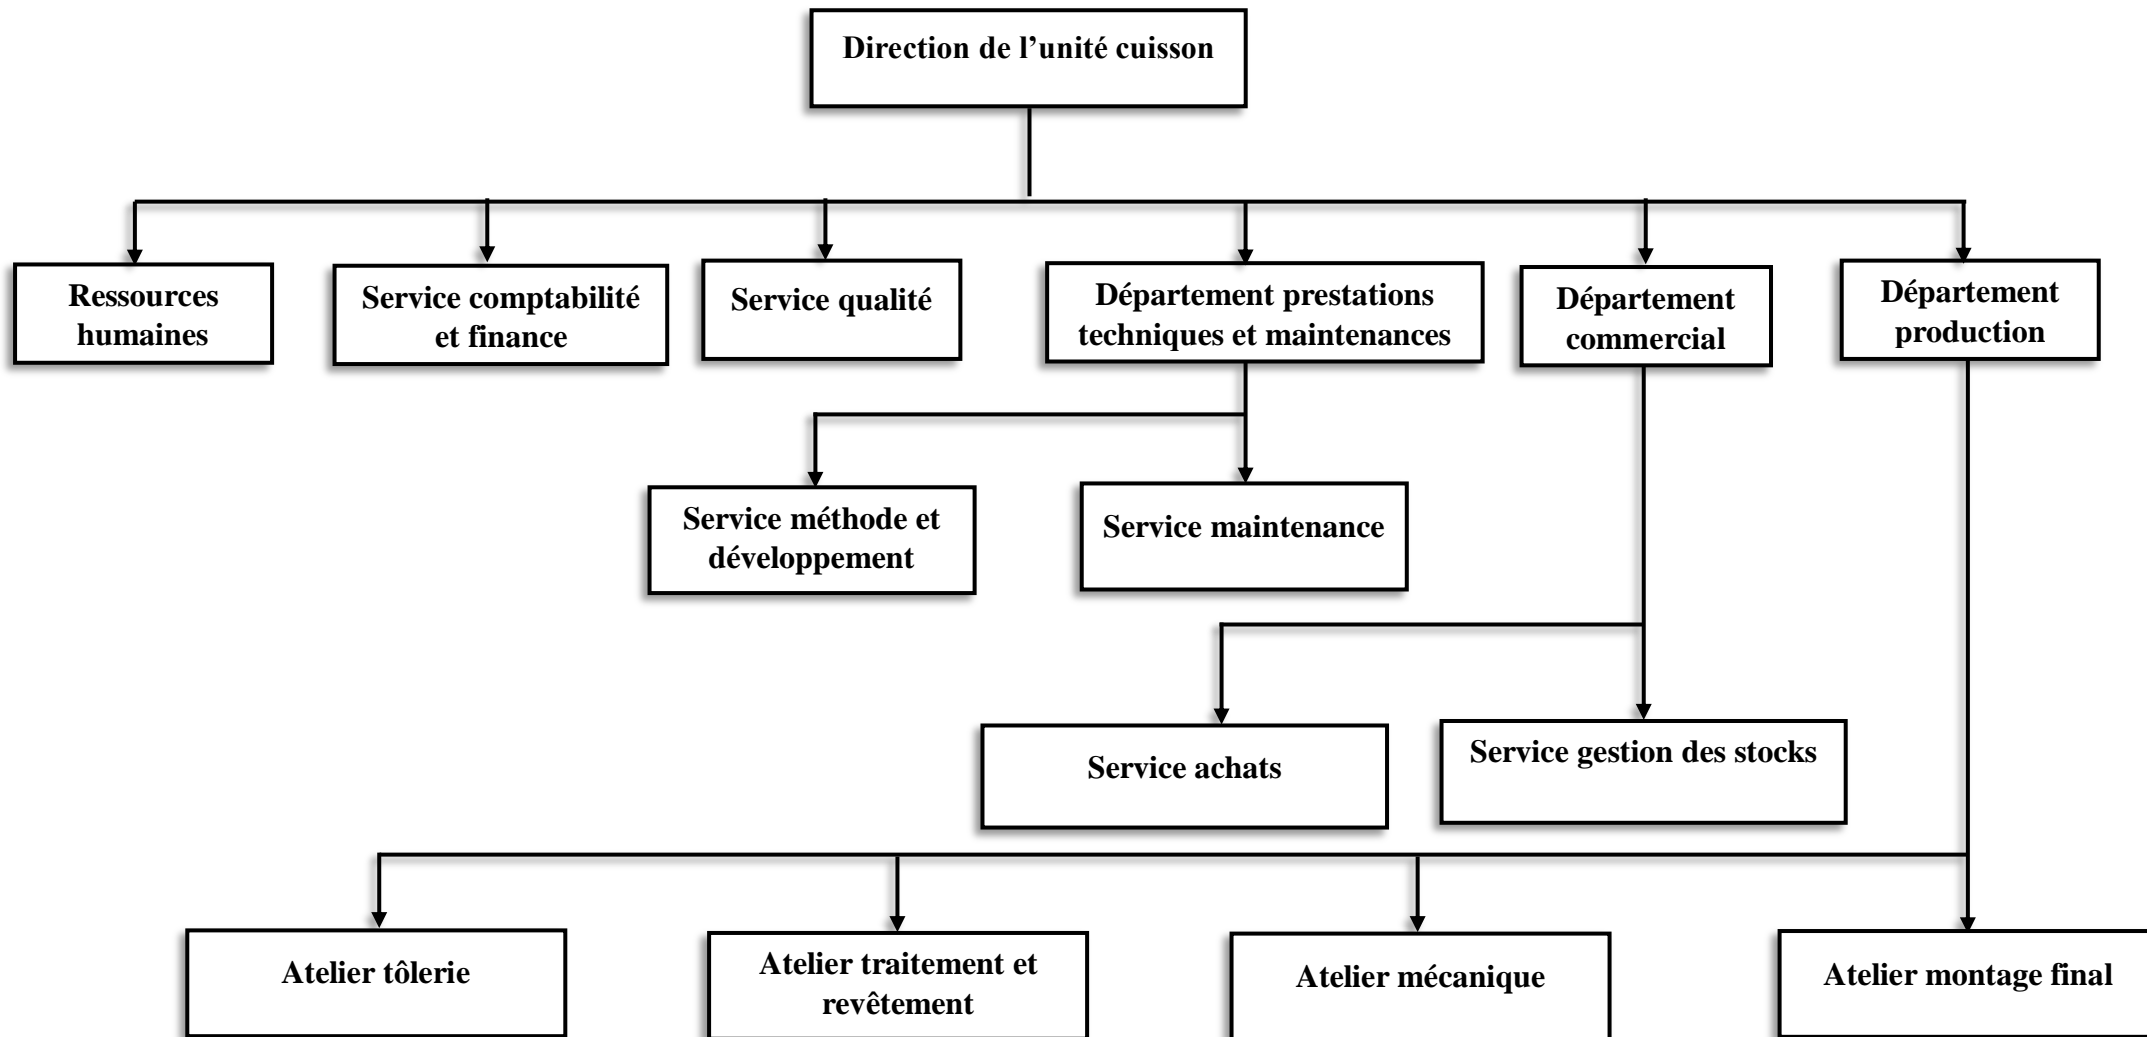 Direction de l’unité cuisson
Ressources
humaines
Service comptabilité
et finance
Service qualité
Département prestations
techniques et maintenances
Département
commercial
Département
production
Service méthode et
développement
Service maintenance
Service achats
Service gestion des stocks
Atelier tôlerie
Atelier traitement et
revêtement
Atelier mécanique
Atelier montage final